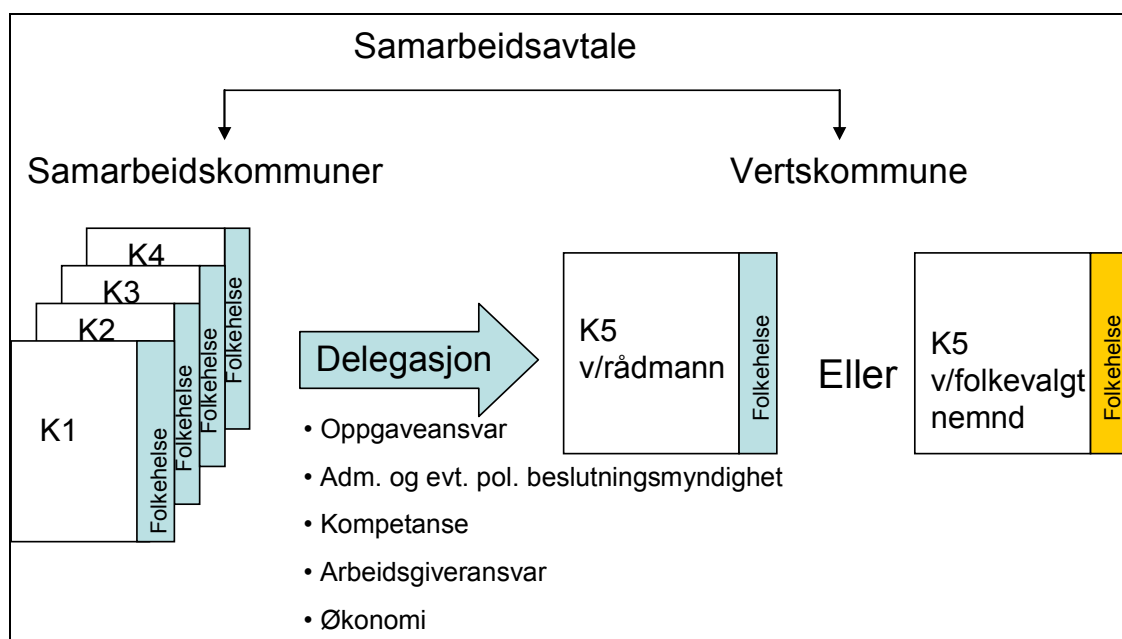 Samarbeidsavtale
Samarbeidskommuner
Vertskommune
K4
Folkehelse
K3
Folkehelse
K2
Folkehelse
K1
Folkehelse
Delegasjon
• Oppgaveansvar
• Adm. og evt. pol. beslutningsmyndighet
• Kompetanse
• Arbeidsgiveransvar
• Økonomi
K5
v/rådmann
Folkehelse
Eller
K5
v/folkevalgt
nemnd
Folkehelse